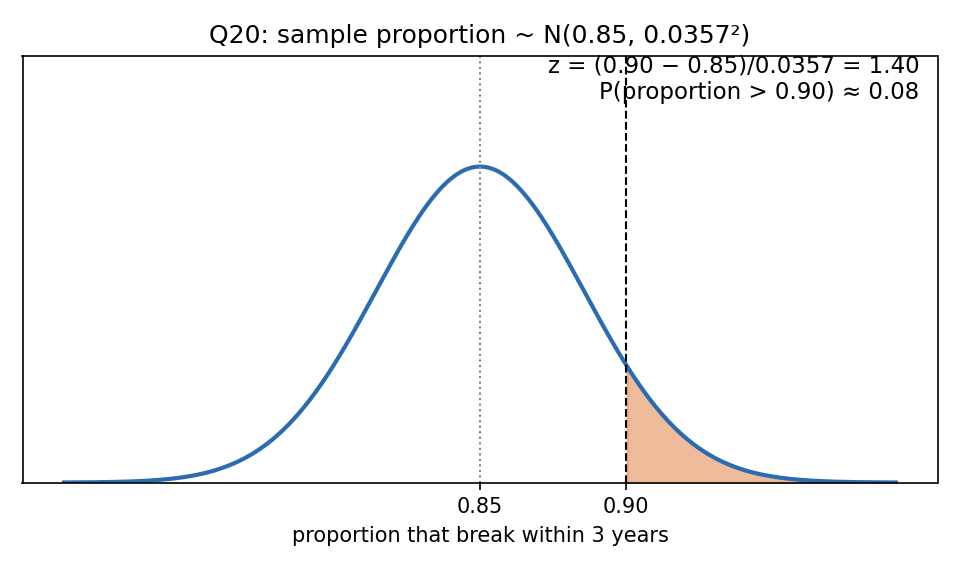 Q20: sample proportion ~ N(0.85, 0.0357²)
z = (0.90 − 0.85)/0.0357 = 1.40
P(proportion > 0.90) ≈ 0.08
0.85 0.90
proportion that break within 3 years